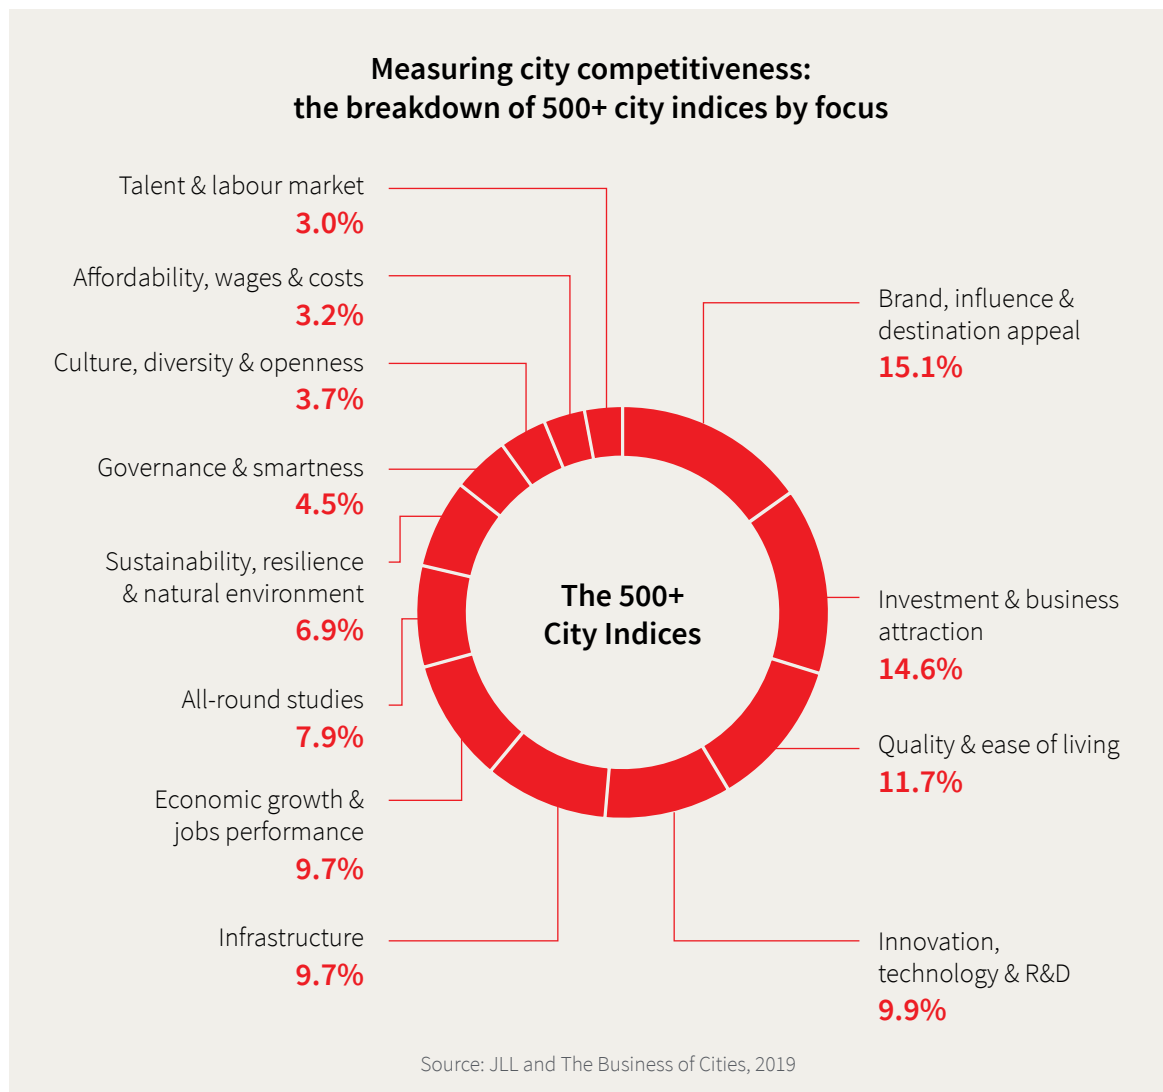 Measuring city competitiveness:
the breakdown of 500+ city indices by focus
Talent & labour market
3.0%
Affordability, wages & costs
3.2%
Culture, diversity & openness
3.7%
Governance & smartness
4.5%
Sustainability, resilience
& natural environment
6.9%
All-round studies
7.9%
Economic growth &
jobs performance
9.7%
Infrastructure
9.7%
The 500+
City Indices
Brand, influence &
destination appeal
15.1%
Investment & business
attraction
14.6%
Quality & ease of living
11.7%
Innovation,
technology & R&D
9.9%
Source: JLL and The Business of Cities, 2019